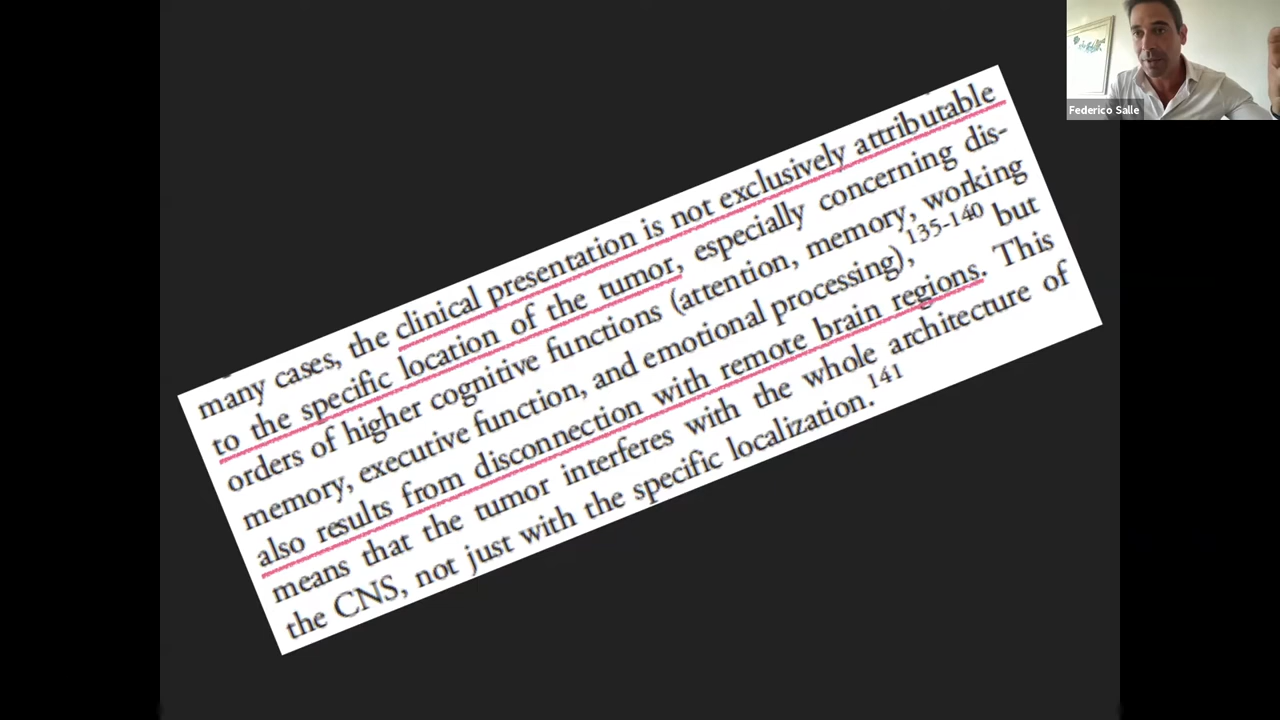 many cases, the clinical presentation is not exclusively attributable
to the specific location of the tumor, especially concerning dis-
orders of higher cognitive functions (attention, memory, working
memory, executive function, and emotional processing),135-140 but
also results from disconnection with remote brain regions. This
means that the tumor interferes with the whole architecture of
the CNS, not just with the specific localization.141
Federico Salle